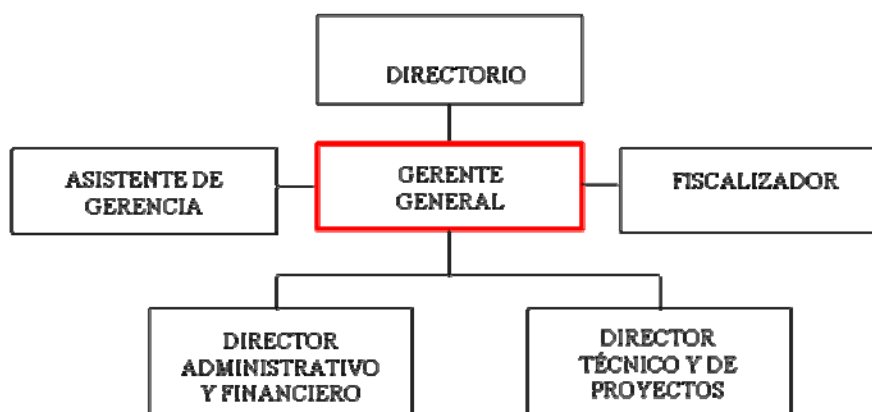 DIRECTORIO
ASISTENTE DE
GERENCIA
GERENTE
GENERAL
FISCALIZADOR
DIRECTOR
ADMINISTRATIVO
Y FINANCIERO
DIRECTOR
TÉCNICO Y DE
PROYECTOS